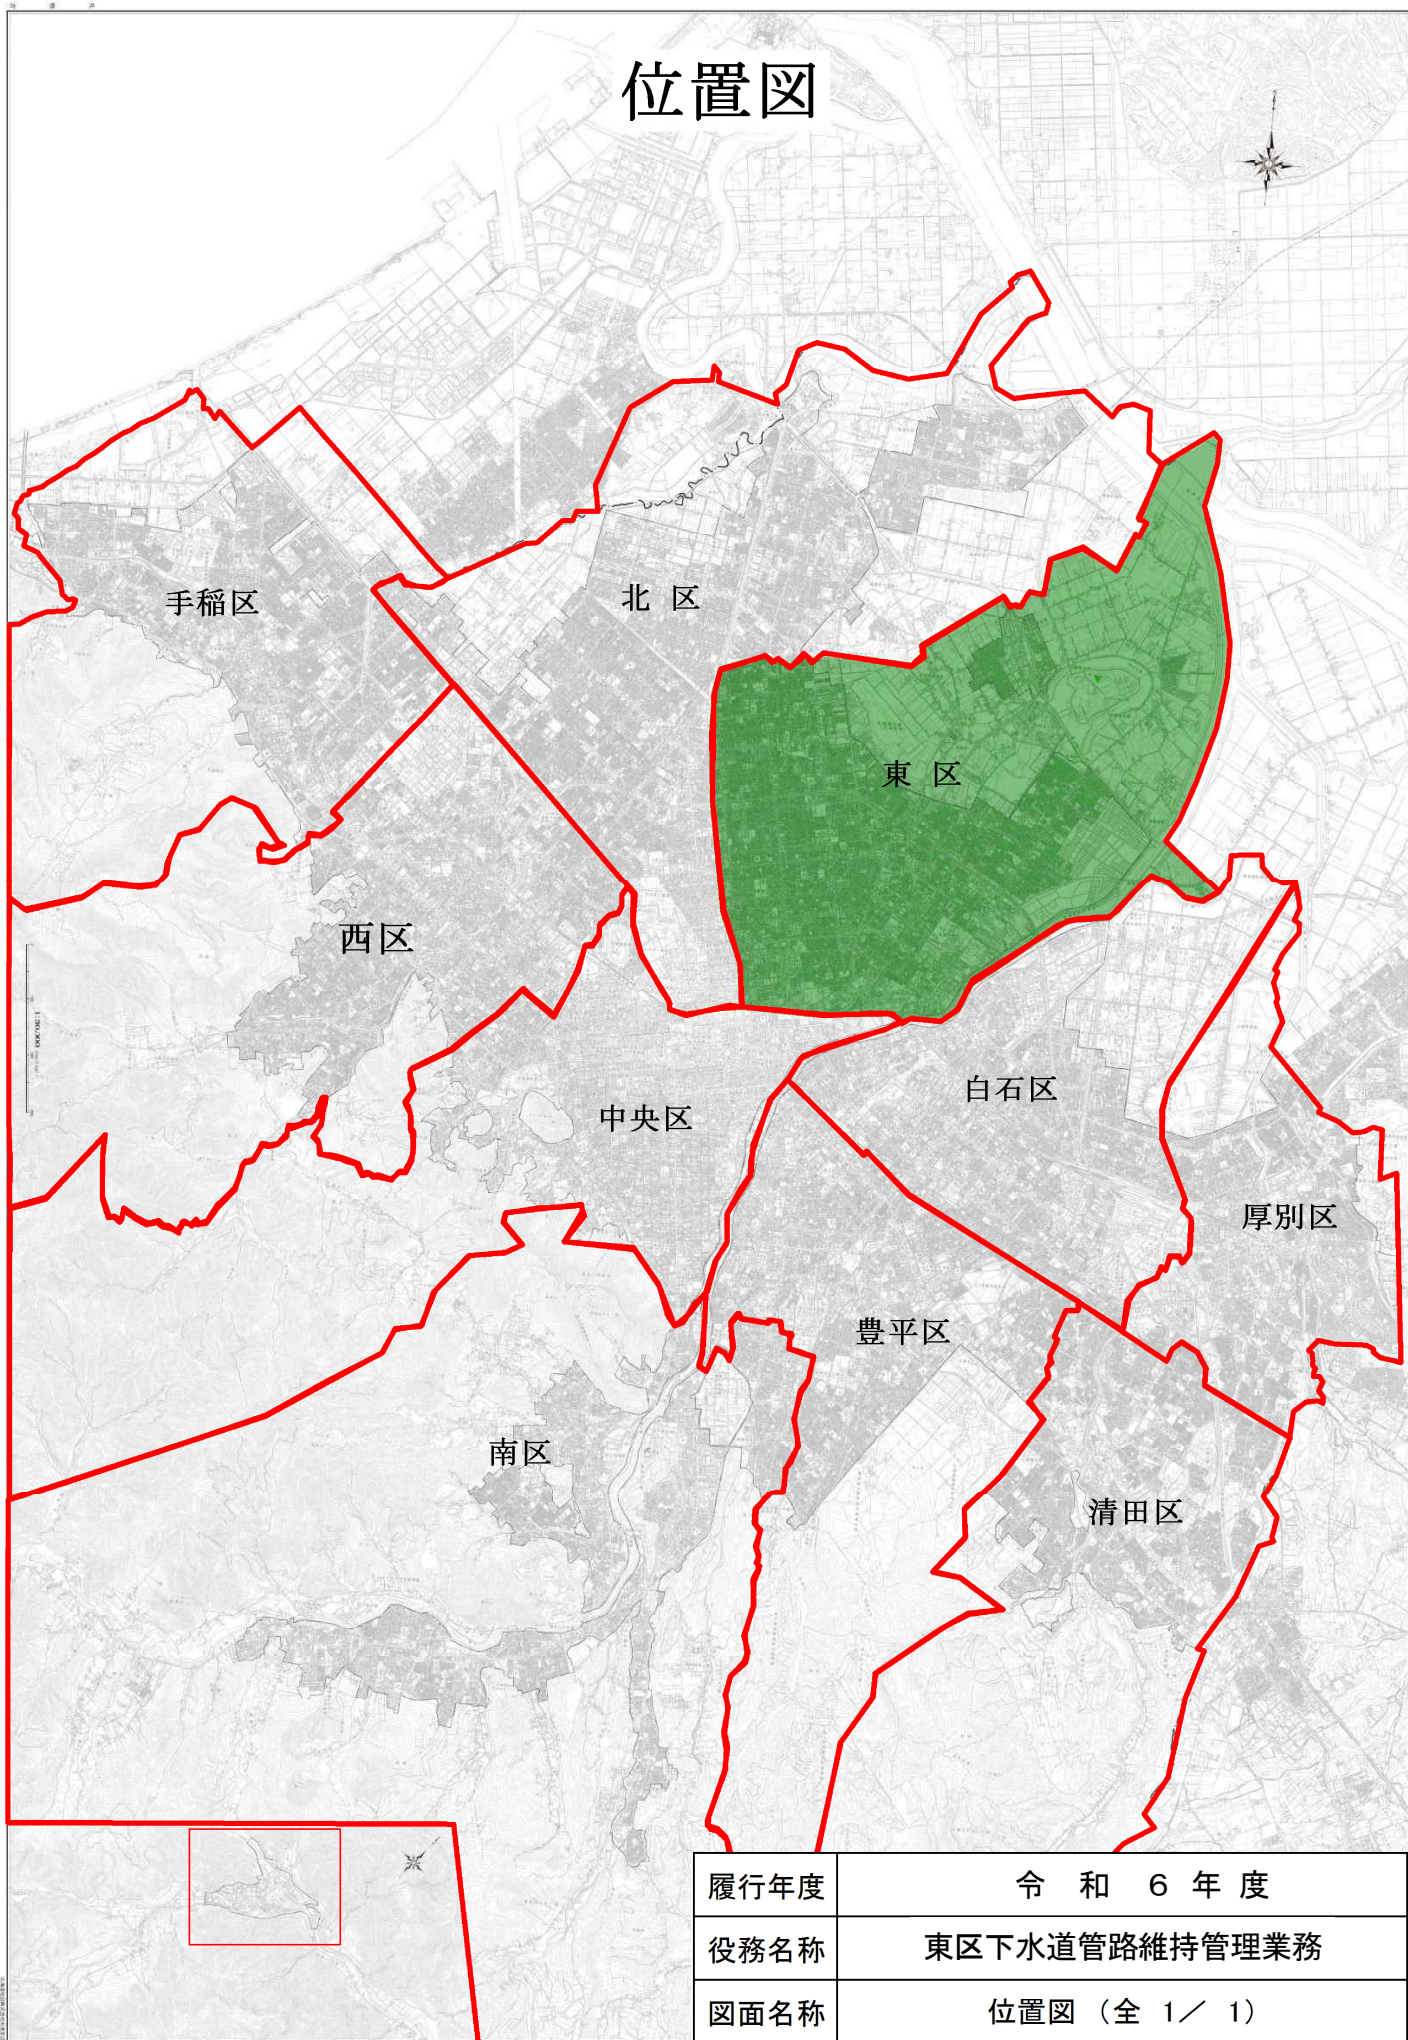 位置図
手稲区
北 区
東 区
西区
1:30,000
中央区
白石区
厚別区
豊平区
南区
清田区
履行年度 令 和 6 年 度
役務名称 東区下水道管路維持管理業務
図面名称 位置図 (全 1/ 1)